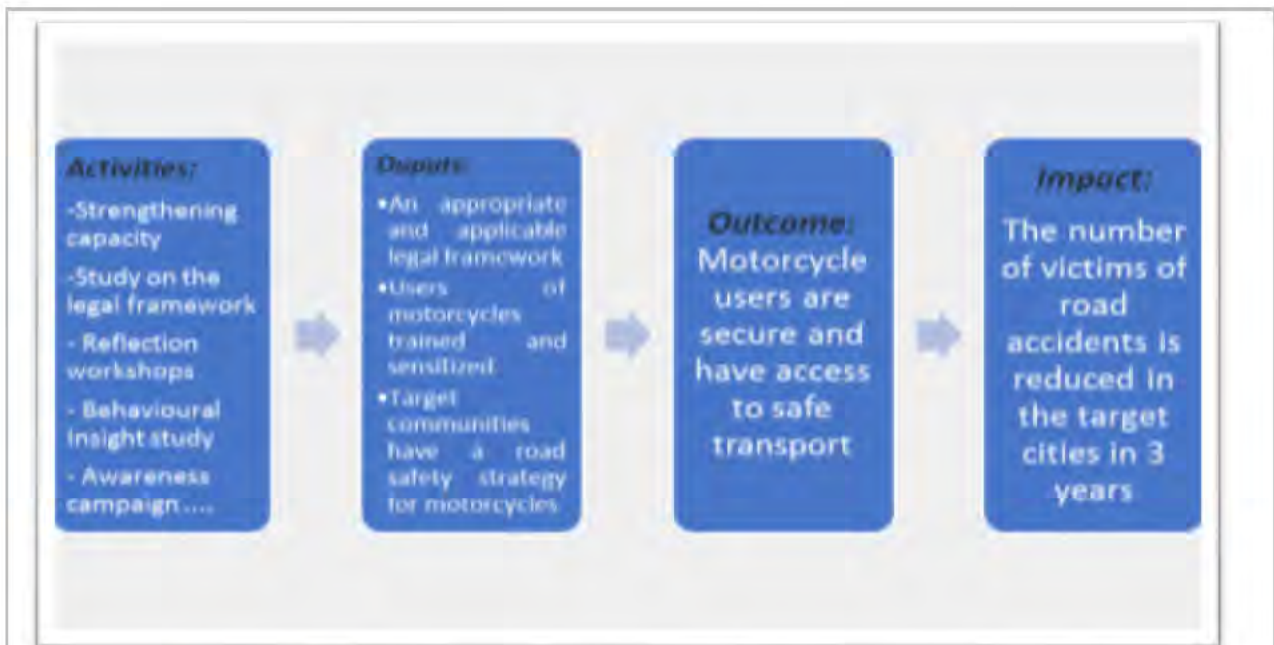 Activities:
-Strengthening
capacity
-Study on the
legal framework
- Reflection
workshops
- Behavioural
insight study
- Awareness
campaign ....
Ouputs:
•An appropriate
and applicable
legal framework
•Users of
motorcycles
trained and
sensitized
•Target
communities
have a road
safety strategy
for motorcycles
Outcome:
Motorcycle
users are
secure and
have access
to safe
transport
Impact:
The number
of victims of
road
accidents is
reduced in
the target
cities in 3
years